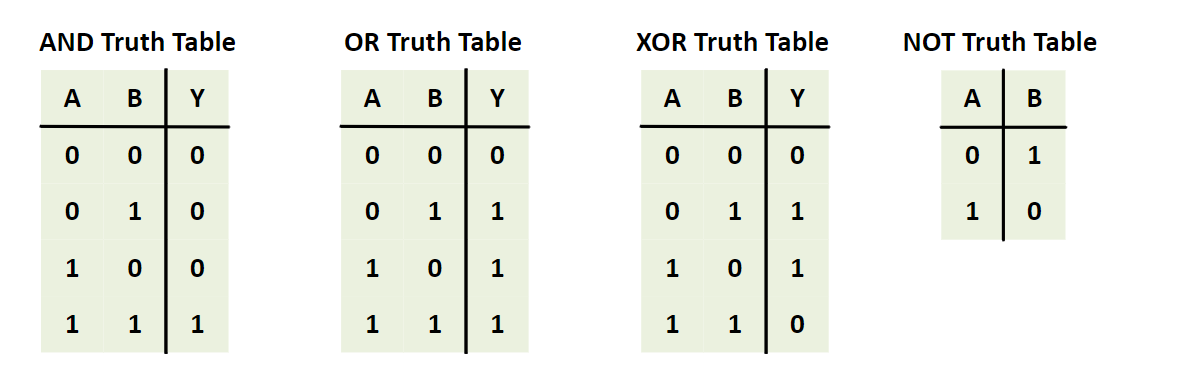 AND Truth Table
A B Y
0 0 0
0 1 0
1 0 0
1 1 1
OR Truth Table
A B Y
0 0 0
0 1 1
1 0 1
1 1 1
XOR Truth Table
A B Y
0 0 0
0 1 1
1 0 1
1 1 0
NOT Truth Table
A B
0 1
1 0